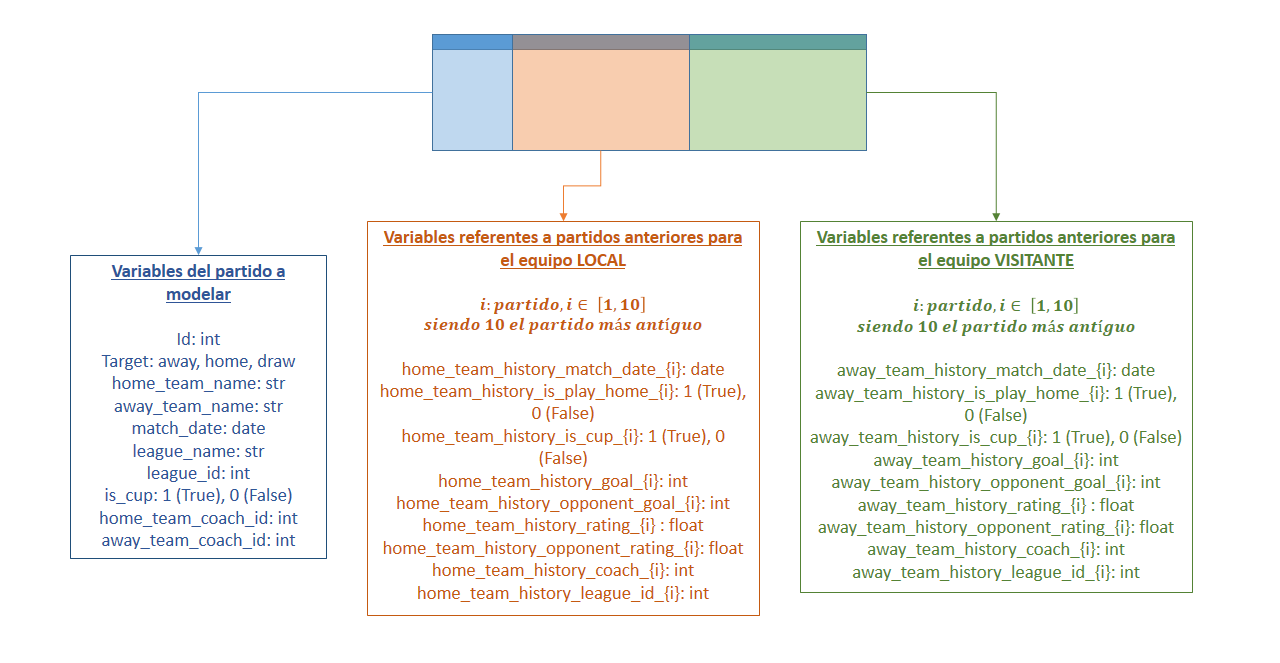 Variables del partido a
modelar
Id: int
Target: away, home, draw
home_team_name: str
away_team_name: str
match_date: date
league_name: str
league_id: int
is_cup: 1 (True), 0 (False)
home_team_coach_id: int
away_team_coach_id: int
Variables referentes a partidos anteriores para
el equipo LOCAL
i: partido, i ∈ [1, 10]
siendo 10 el partido más antíguo
home_team_history_match_date_{i}: date
home_team_history_is_play_home_{i}: 1 (True),
0 (False)
home_team_history_is_cup_{i}: 1 (True), 0
(False)
home_team_history_goal_{i}: int
home_team_history_opponent_goal_{i}: int
home_team_history_rating_{i} : float
home_team_history_opponent_rating_{i}: float
home_team_history_coach_{i}: int
home_team_history_league_id_{i}: int
Variables referentes a partidos anteriores para
el equipo VISITANTE
i: partido, i ∈ [1, 10]
siendo 10 el partido más antíguo
away_team_history_match_date_{i}: date
away_team_history_is_play_home_{i}: 1 (True),
0 (False)
away_team_history_is_cup_{i}: 1 (True), 0 (False)
away_team_history_goal_{i}: int
away_team_history_opponent_goal_{i}: int
away_team_history_rating_{i} : float
away_team_history_opponent_rating_{i}: float
away_team_history_coach_{i}: int
away_team_history_league_id_{i}: int